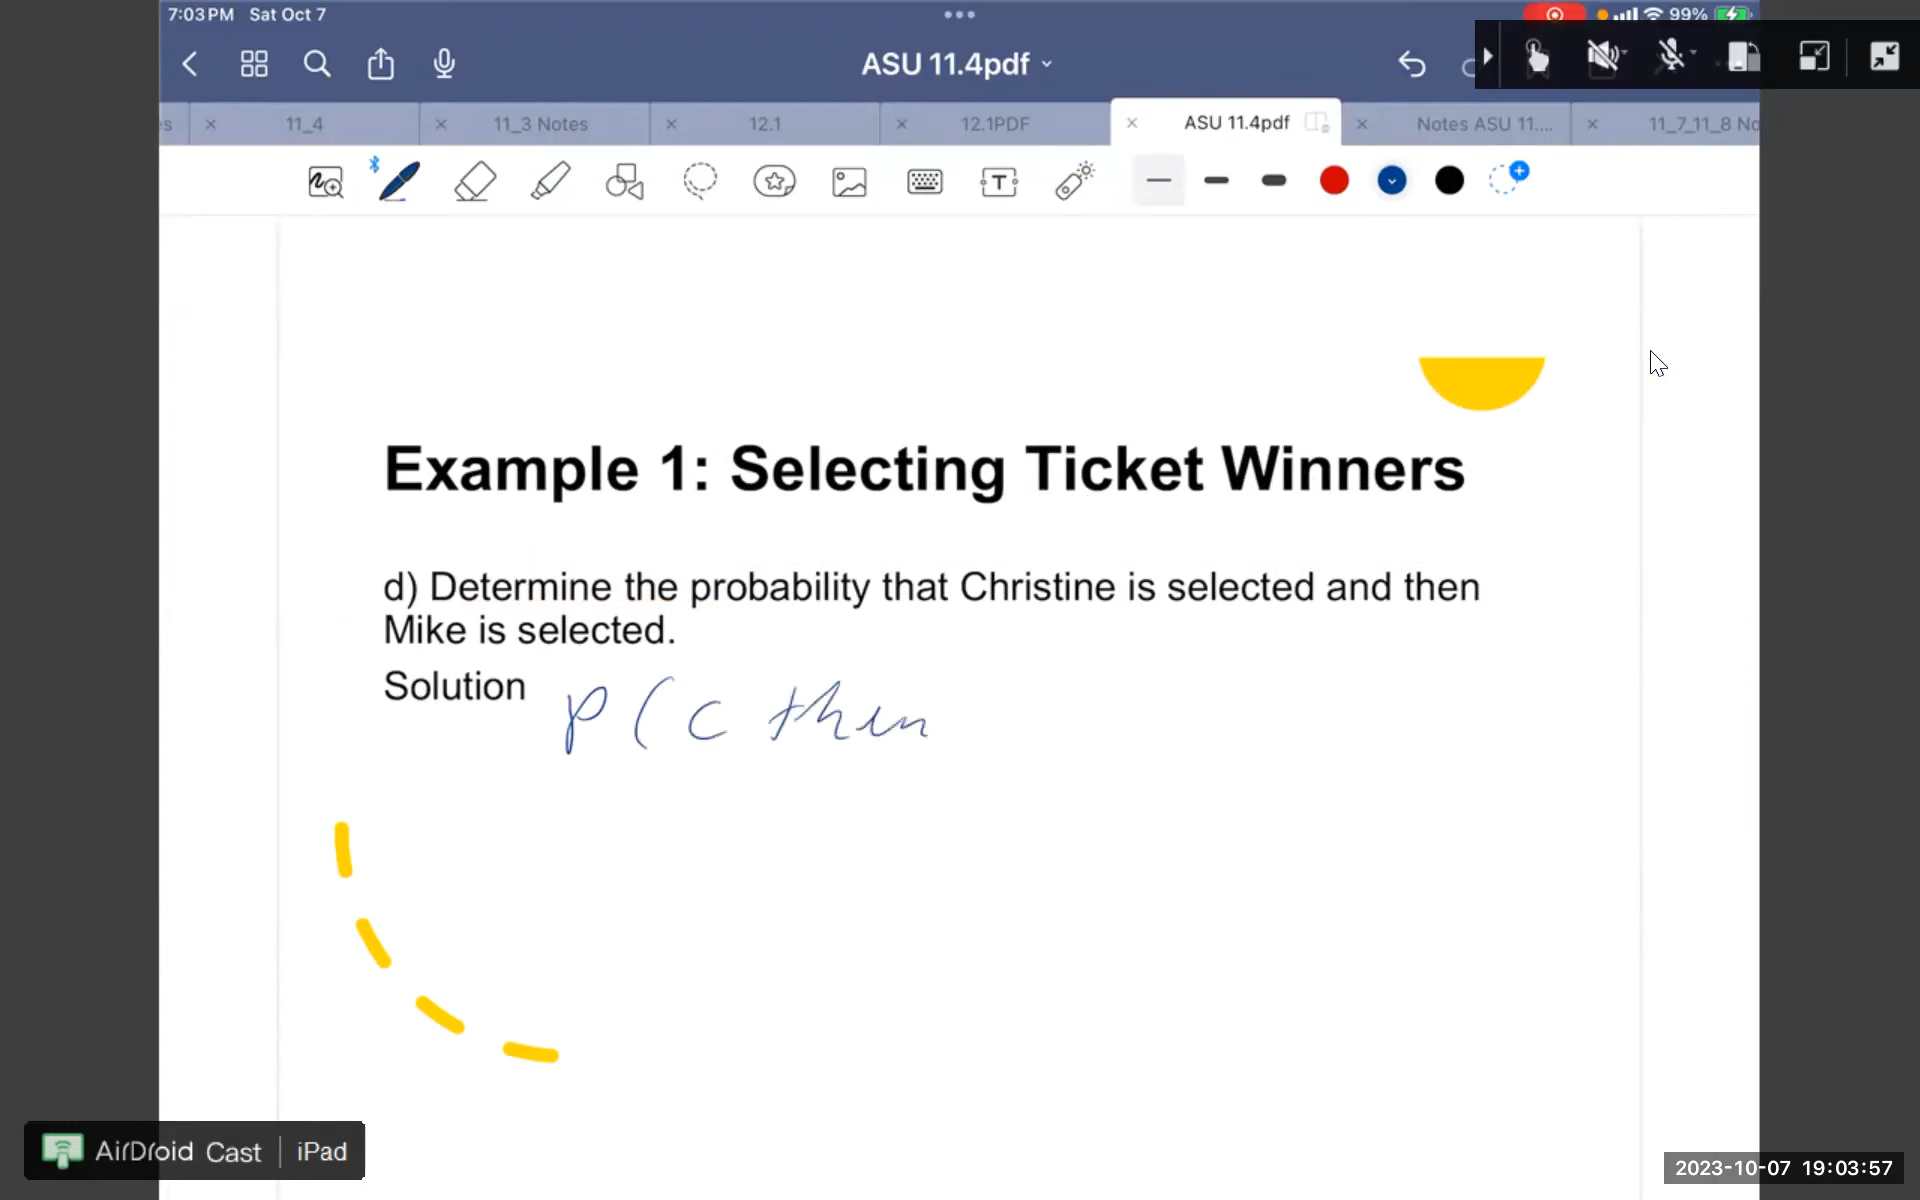 7:03 PM Sat Oct 7
99%
ASU 11.4pdf
11_4
11_3 Notes
12.1
12.1PDF
ASU 11.4pdf
Notes ASU 11....
11_7_11_8 No
T
Example 1: Selecting Ticket Winners
d) Determine the probability that Christine is selected and then
Mike is selected.
Solution
P ( C then
AirDroid Cast | iPad
2023-10-07 19:03:57